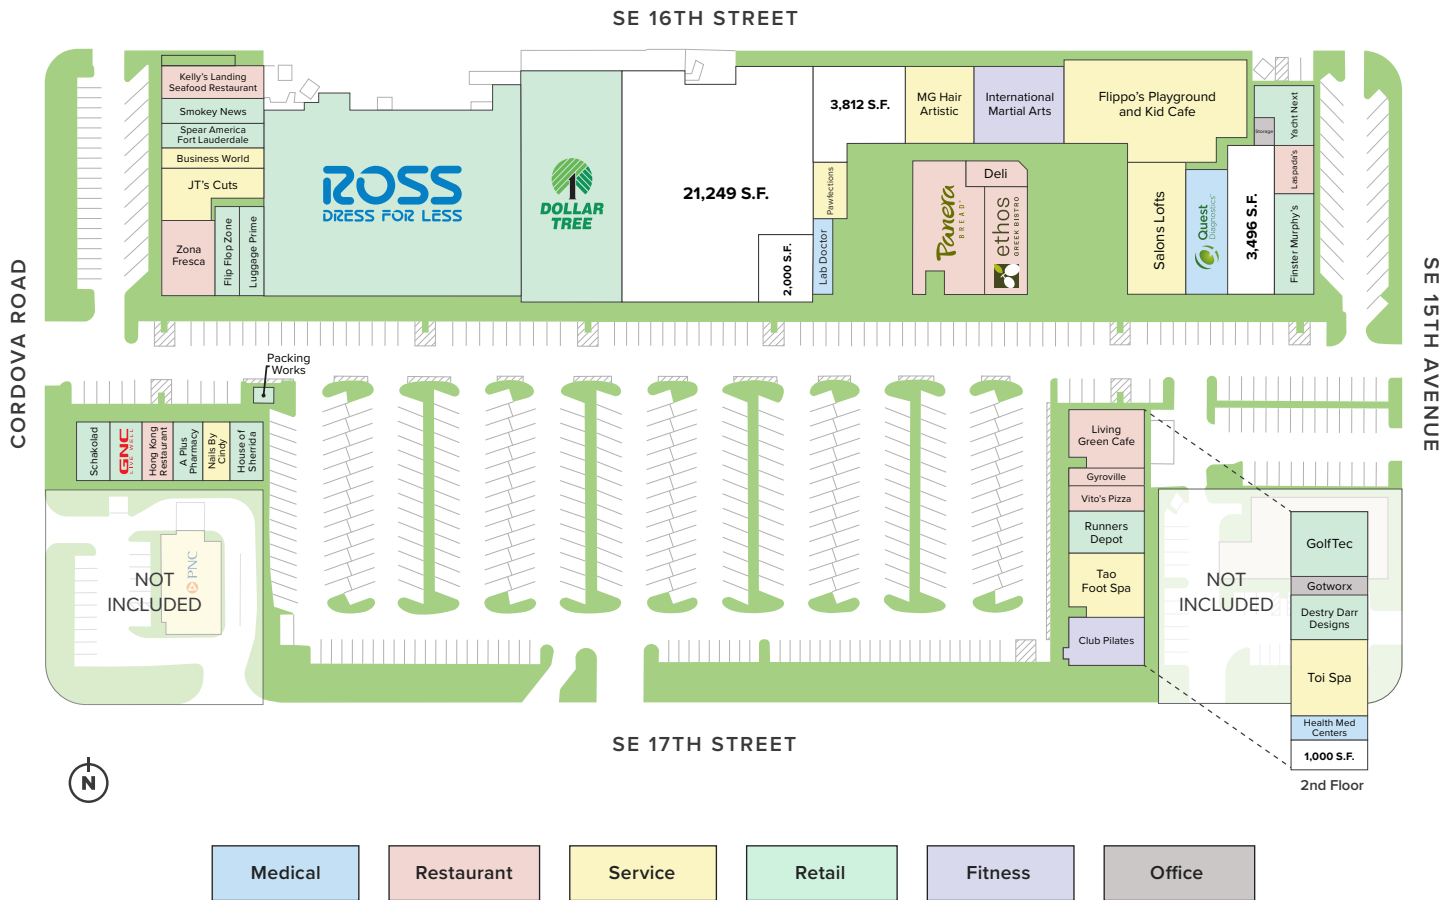 SE 16TH STREET
CORDOVA ROAD
SE 15TH AVENUE
Kelly's Landing
Seafood Restaurant
Smokey News
Spear America
Fort Lauderdale
Business World
JT's Cuts
Zona
Fresca
Flip Flop Zone
Luggage Prime
ROSS
DRESS FOR LESS
DOLLAR
TREE
21,249 S.F.
2,000 S.F.
3,812 S.F.
Pawfections
Lab Doctor
MG Hair
Artistic
International
Martial Arts
Flippo's Playground
and Kid Cafe
Panera
BREAD
Deli
ethos
GREEK BISTRO
Salons Lofts
Quest
Diagnostics
3,496 S.F.
Storage
Yacht Next
Laspada's
Finster Murphy's
Packing
Works
Schakolad
GNC
LIVE WELL
Hong Kong
Restaurant
A Plus
Pharmacy
Nails By
Cindy
House of
Sherrida
PNC
NOT
INCLUDED
Living
Green Cafe
Gyroville
Vito's Pizza
Runners
Depot
Tao
Foot Spa
Club Pilates
NOT
INCLUDED
GolfTec
Gotworx
Destry Darr
Designs
Toi Spa
Health Med
Centers
1,000 S.F.
2nd Floor
SE 17TH STREET
N
Medical
Restaurant
Service
Retail
Fitness
Office